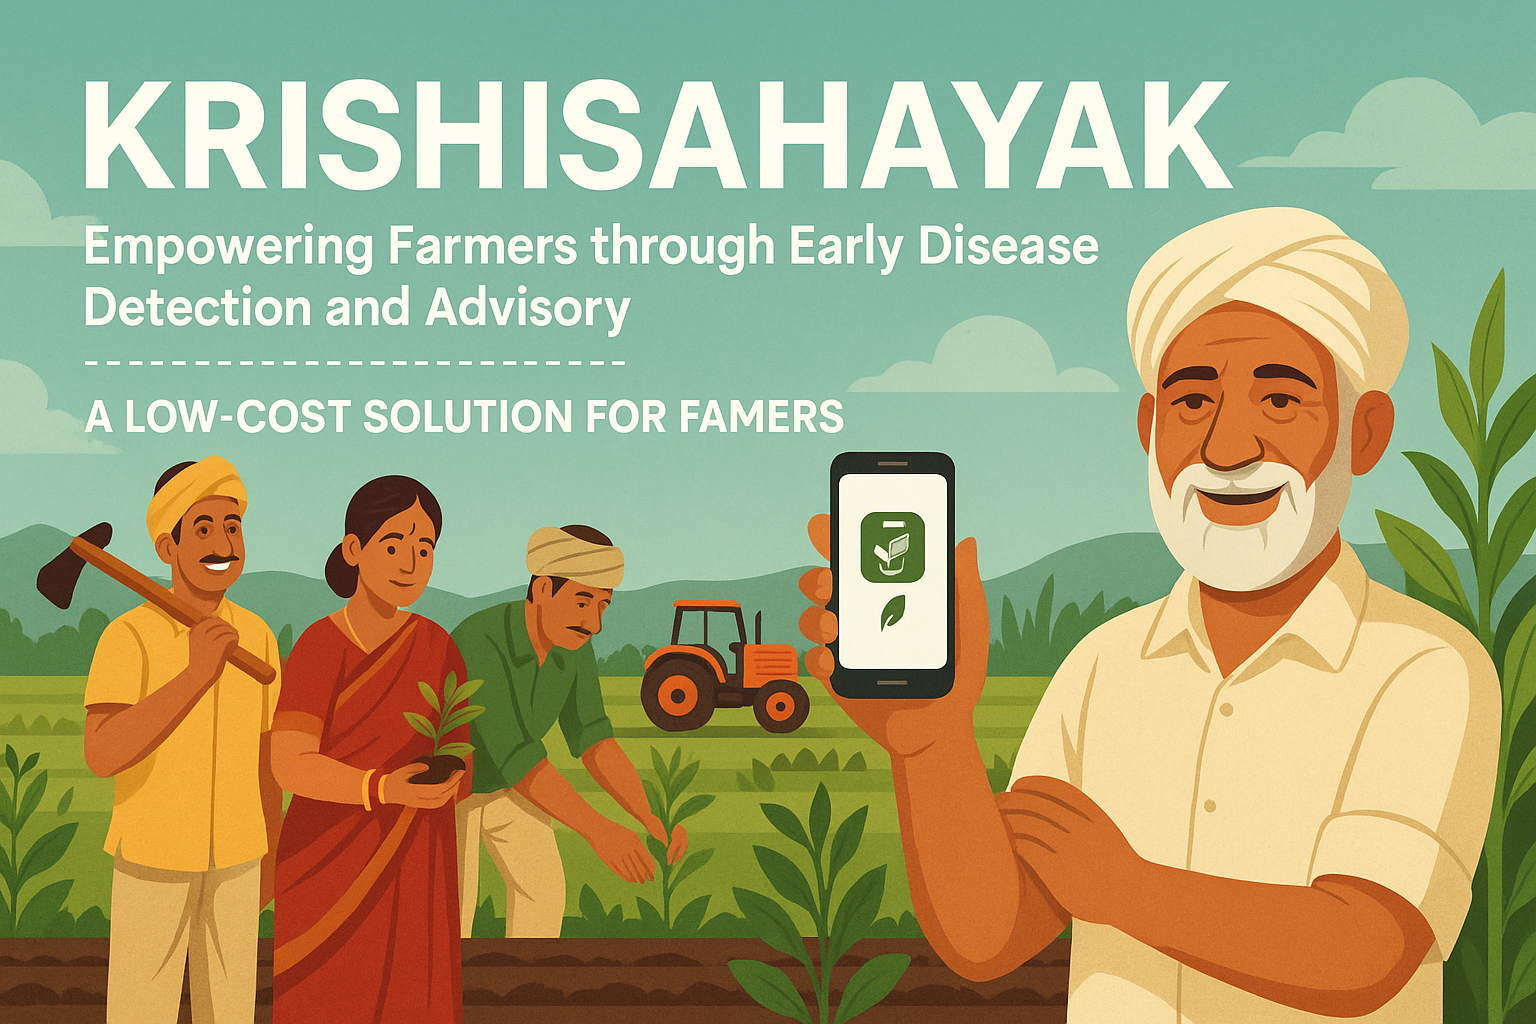 KRISHISAHAYAK
Empowering Farmers through Early Disease
Detection and Advisory
A LOW-COST SOLUTION FOR FAMERS